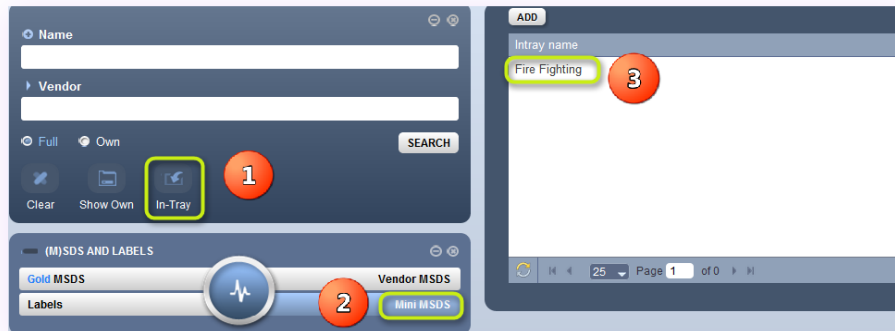 Name
Vendor
Full Own SEARCH
Clear Show Own In-Tray
1
(M)SDS AND LABELS
Gold MSDS Vendor MSDS
Labels Mini MSDS
2
ADD
Intray name
Fire Fighting
3
25 Page 1 of 0